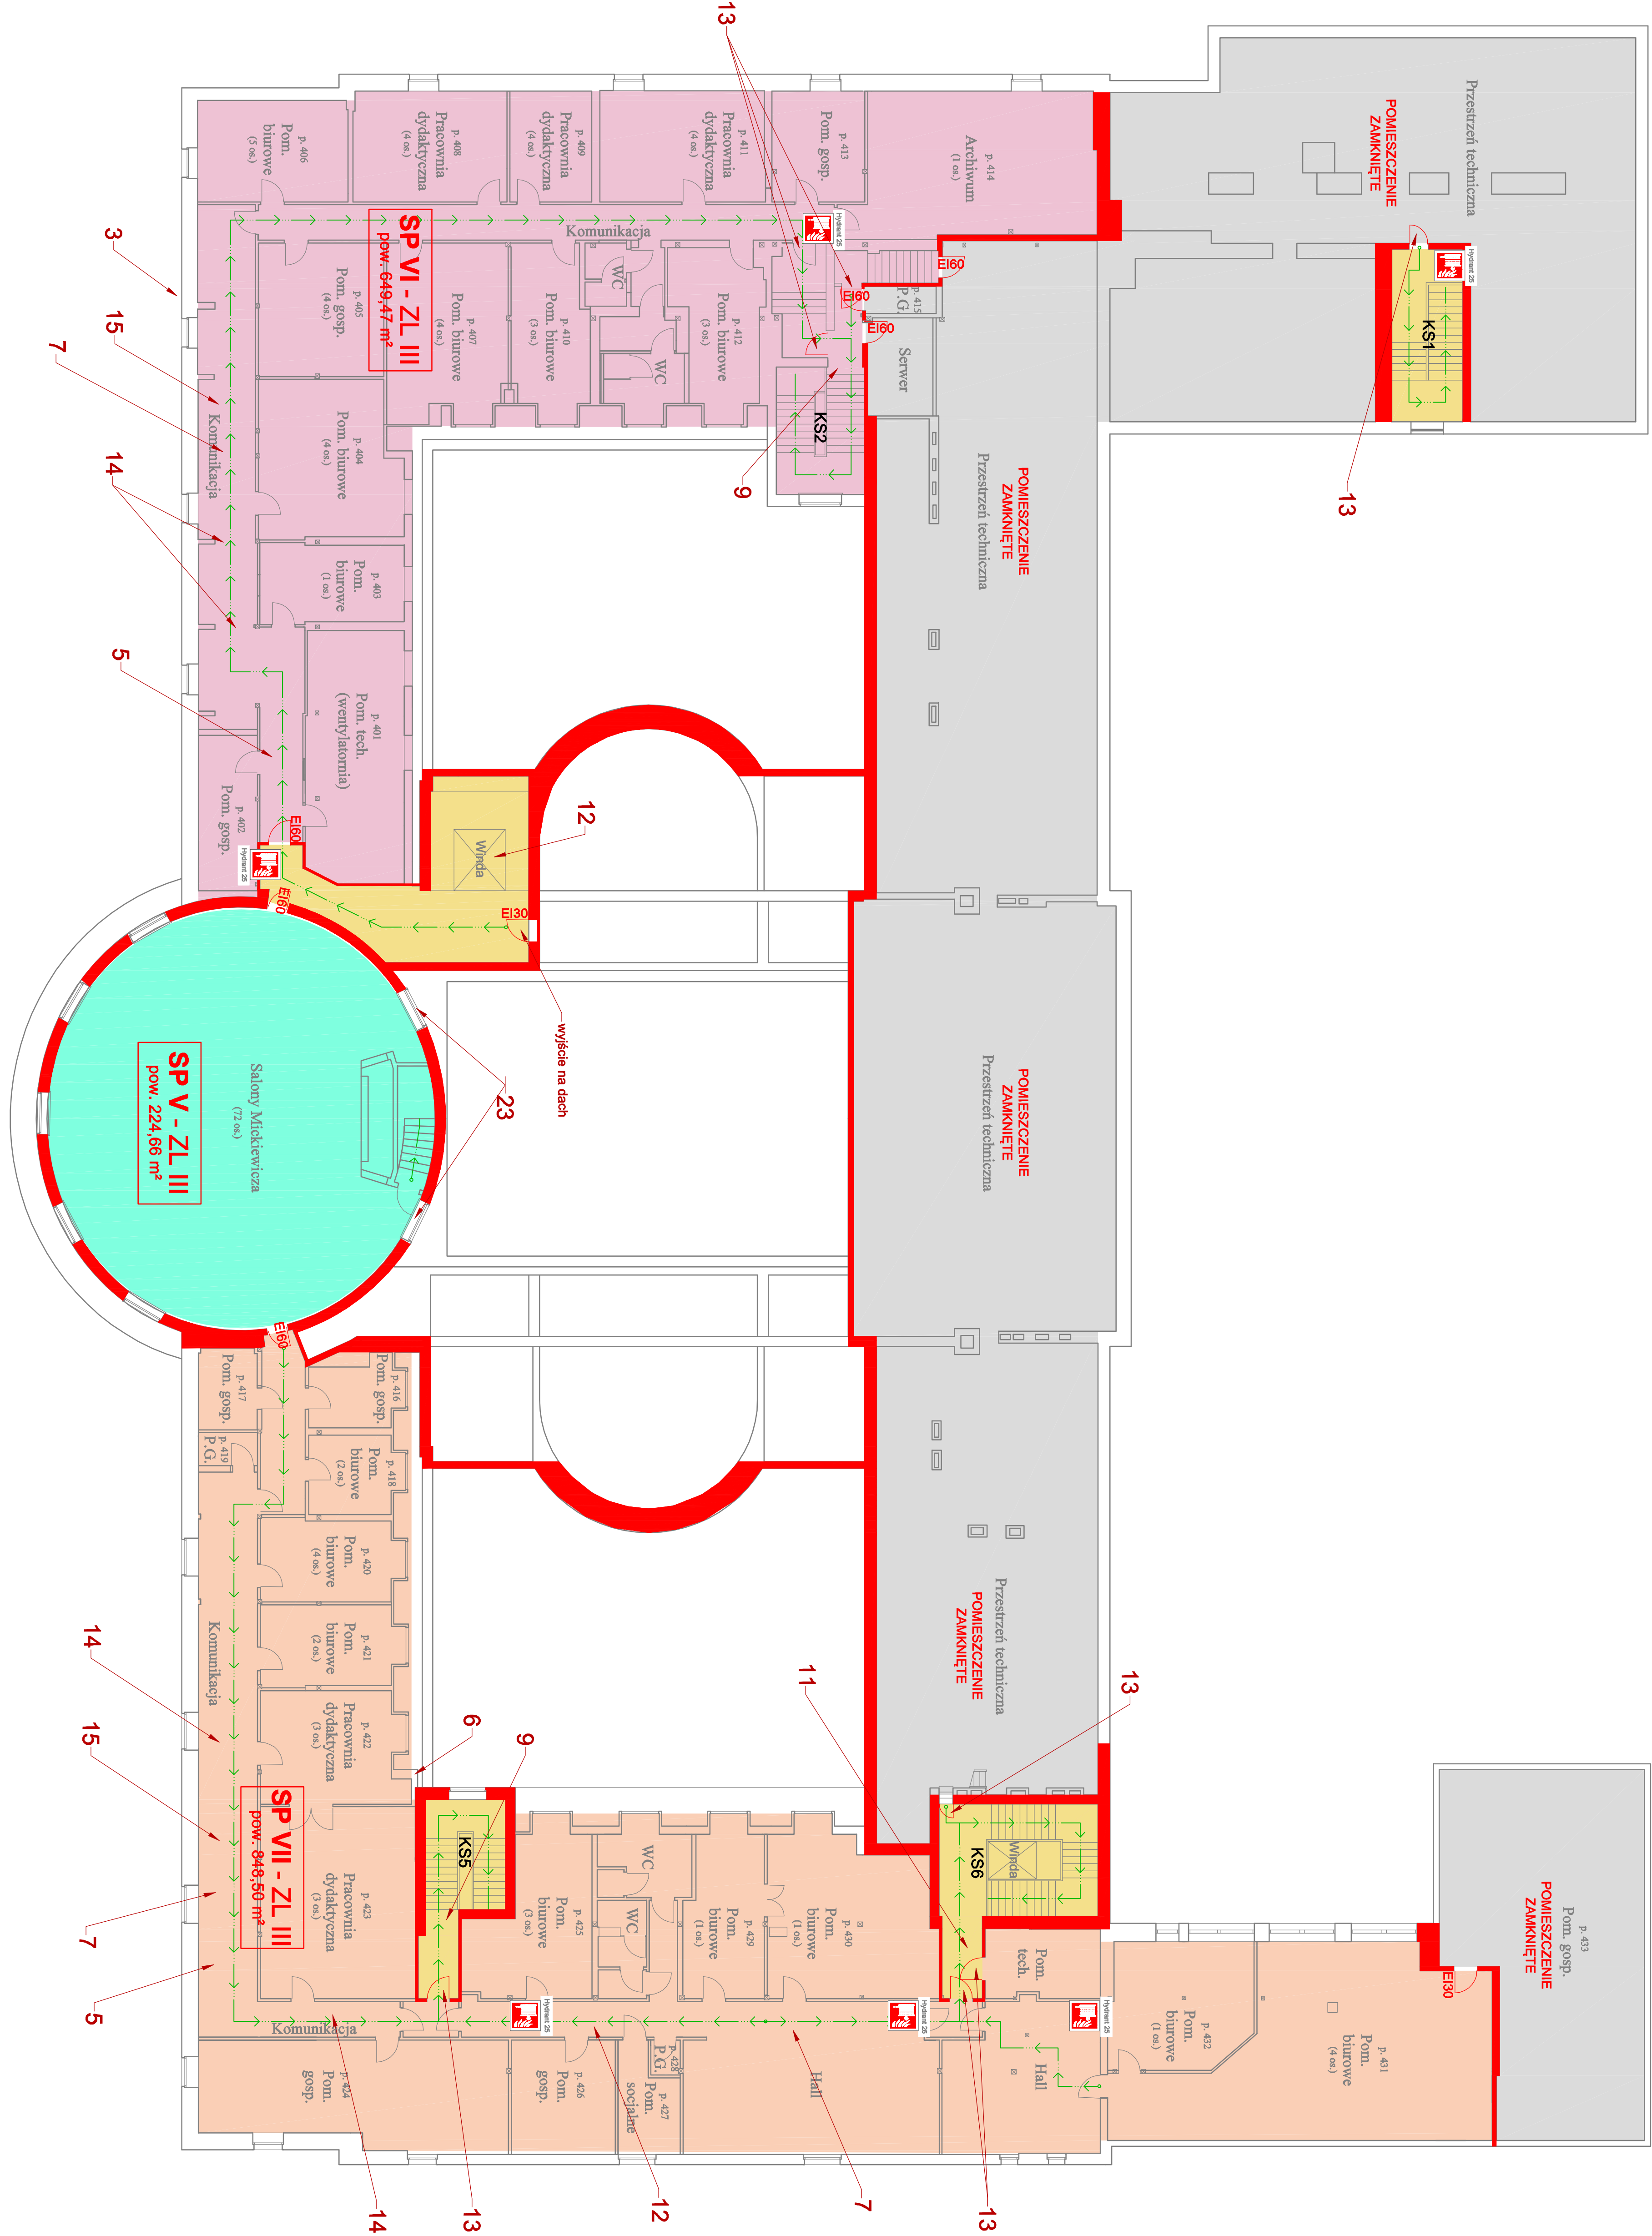 Przestrzeń techniczna
POMIESZCZENIE
ZAMKNIĘTE
Hydrant 25
KS1
13
13
p. 406
Pom.
biurowe
(5 os.)
p. 408
Pracownia
dydaktyczna
(4 os.)
p. 409
Pracownia
dydaktyczna
(4 os.)
p. 411
Pracownia
dydaktyczna
(4 os.)
p. 413
Pom. gosp.
p. 414
Archiwum
(1 os.)
Hydrant 25
Komunikacja
SP VI - ZL III
pow. 649,47 m²
p. 405
Pom. gosp.
(4 os.)
p. 407
Pom. biurowe
(4 os.)
p. 410
Pom. biurowe
(3 os.)
WC
WC
p. 412
Pom. biurowe
(3 os.)
EI60
EI60
EI60
p. 415
P.G.
Serwer
KS2
9
3
15
7
14
5
Komunikacja
p. 404
Pom. biurowe
(4 os.)
p. 403
Pom.
biurowe
(1 os.)
p. 401
Pom. tech.
(wentylatornia)
p. 402
Pom. gosp.
EI60
Hydrant 25
EI60
EI30
Winda
12
wyjście na dach
POMIESZCZENIE
ZAMKNIĘTE
Przestrzeń techniczna
POMIESZCZENIE
ZAMKNIĘTE
Przestrzeń techniczna
23
Salony Mickiewicza
(72 os.)
SP V - ZL III
pow. 224,66 m²
EI60
p. 417
Pom. gosp.
p. 416
Pom. gosp.
p. 419
P.G.
p. 418
Pom.
biurowe
(2 os.)
p. 420
Pom.
biurowe
(4 os.)
p. 421
Pom.
biurowe
(2 os.)
p. 422
Pracownia
dydaktyczna
(3 os.)
p. 423
Pracownia
dydaktyczna
(3 os.)
Komunikacja
SP VII - ZL III
pow. 848,50 m²
14
15
7
5
6
9
KS5
Przestrzeń techniczna
POMIESZCZENIE
ZAMKNIĘTE
11
13
KS6
Winda
p. 425
Pom.
biurowe
(3 os.)
WC
WC
p. 429
Pom.
biurowe
(1 os.)
p. 430
Pom.
biurowe
(1 os.)
Pom.
tech.
p. 432
Pom.
biurowe
(1 os.)
p. 431
Pom.
biurowe
(4 os.)
EI30
p. 433
Pom. gosp.
POMIESZCZENIE
ZAMKNIĘTE
Hydrant 25
Hydrant 25
Hydrant 25
Komunikacja
p. 424
Pom.
gosp.
p. 426
Pom.
gosp.
p. 428
P.G.
p. 427
Pom.
socjalne
Hall
Hall
14
13
12
7
13